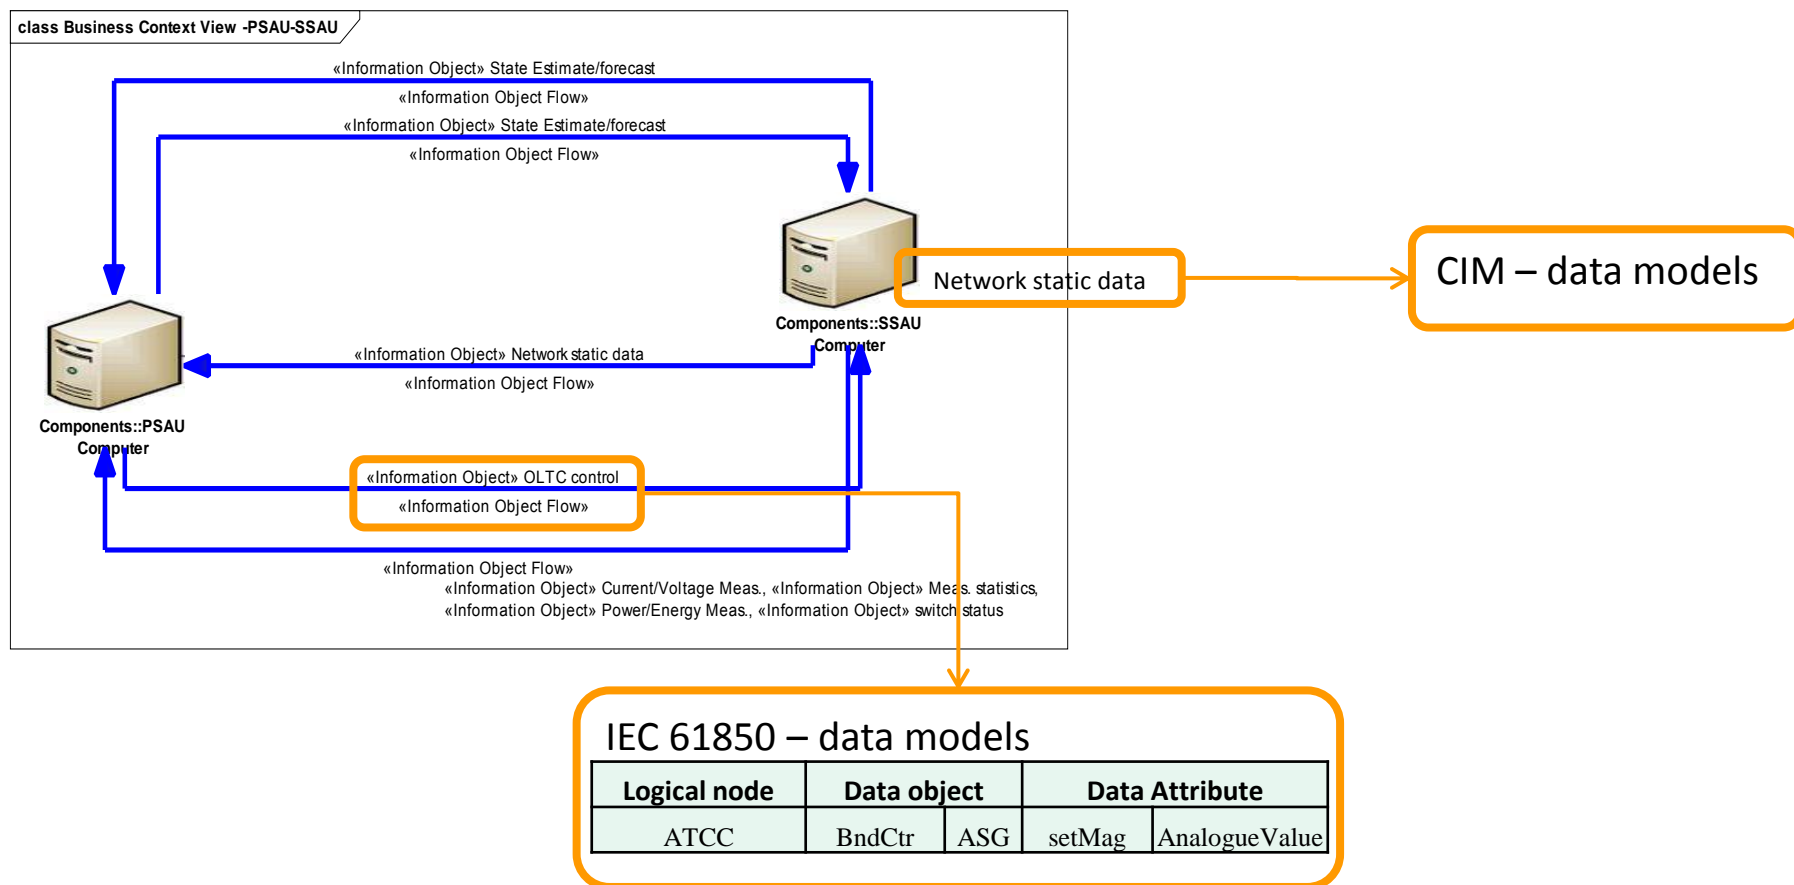 class Business Context View -PSAU-SSAU
«Information Object» State Estimate/forecast
«Information Object Flow»
«Information Object» State Estimate/forecast
«Information Object Flow»
Network static data
CIM – data models
Components::SSAU
Computer
«Information Object» Network static data
«Information Object Flow»
Components::PSAU
Computer
«Information Object» OLTC control
«Information Object Flow»
«Information Object Flow»
«Information Object» Current/Voltage Meas., «Information Object» Meas. statistics,
«Information Object» Power/Energy Meas., «Information Object» switch status
IEC 61850 – data models
Logical node Data object Data Attribute
ATCC BndCtr ASG setMag AnalogueValue